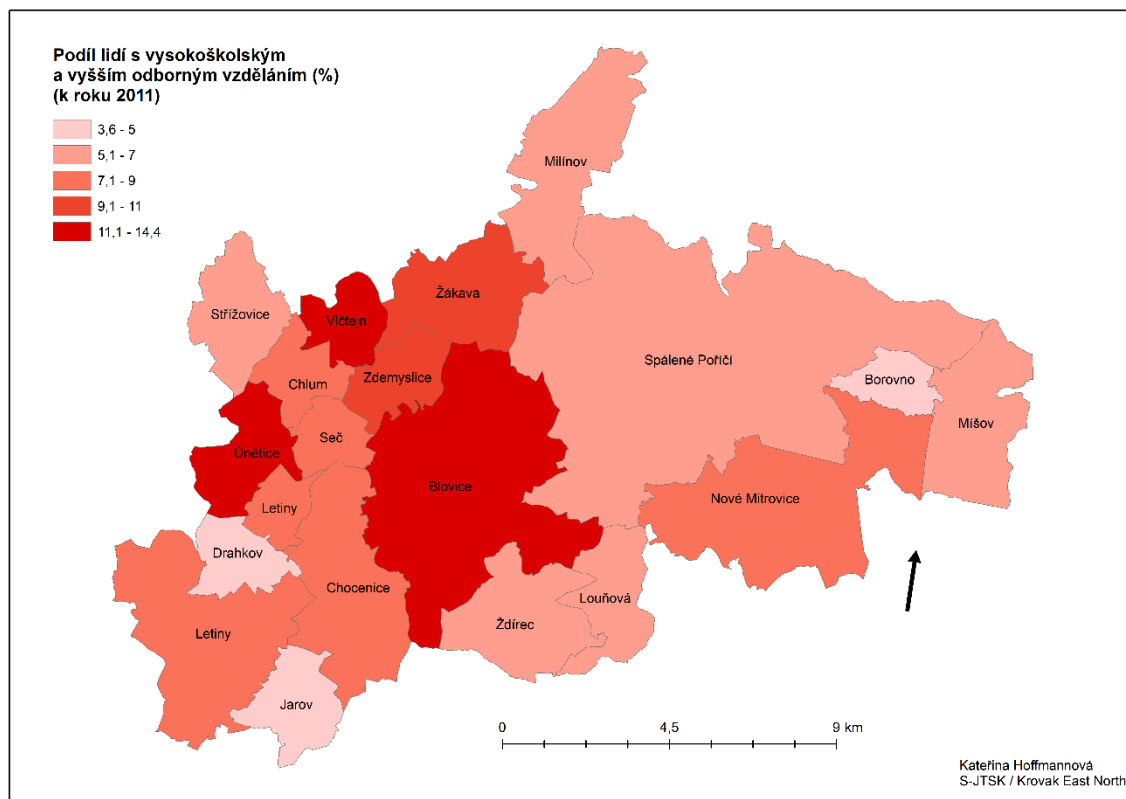 Podíl lidí s vysokoškolským
a vyšším odborným vzděláním (%)
(k roku 2011)
3,6 - 5
5,1 - 7
7,1 - 9
9,1 - 11
11,1 - 14,4
Milínov
Žákava
Střížovice
Vlčtejn
Spálené Poříčí
Zdemyslice
Borovno
Chlum
Míšov
Seč
Únětice
Blovice
Nové Mitrovice
Letiny
Drahkov
Chocenice
Louňová
Ždírec
Letiny
Jarov
0
4,5
9 km
Kateřina Hoffmannová
S-JTSK / Krovak East North